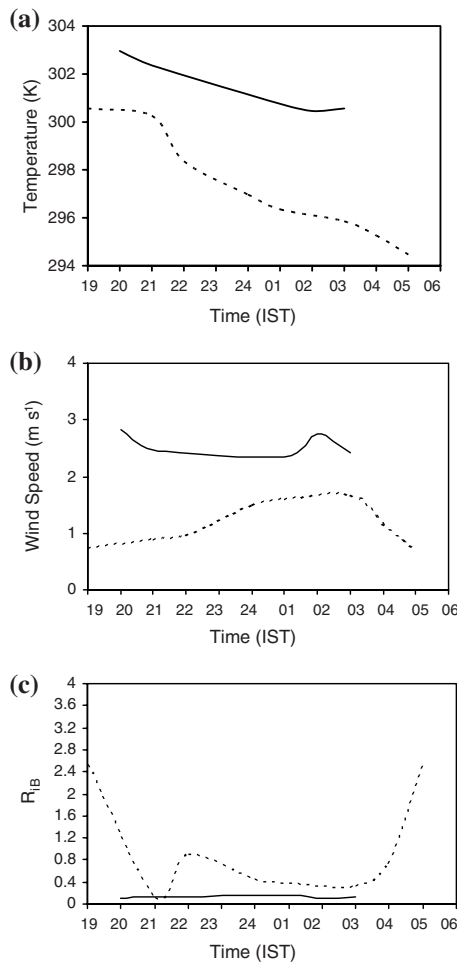 (a)
304
302
300
298
296
294
Temperature (K)
19 20 21 22 23 24 01 02 03 04 05 06
Time (IST)
(b)
4
3
2
1
0
Wind Speed (m s¹)
19 20 21 22 23 24 01 02 03 04 05 06
Time (IST)
(c)
4
3.6
3.2
2.8
2.4
2
1.6
1.2
0.8
0.4
0
RiB
19 20 21 22 23 24 01 02 03 04 05 06
Time (IST)